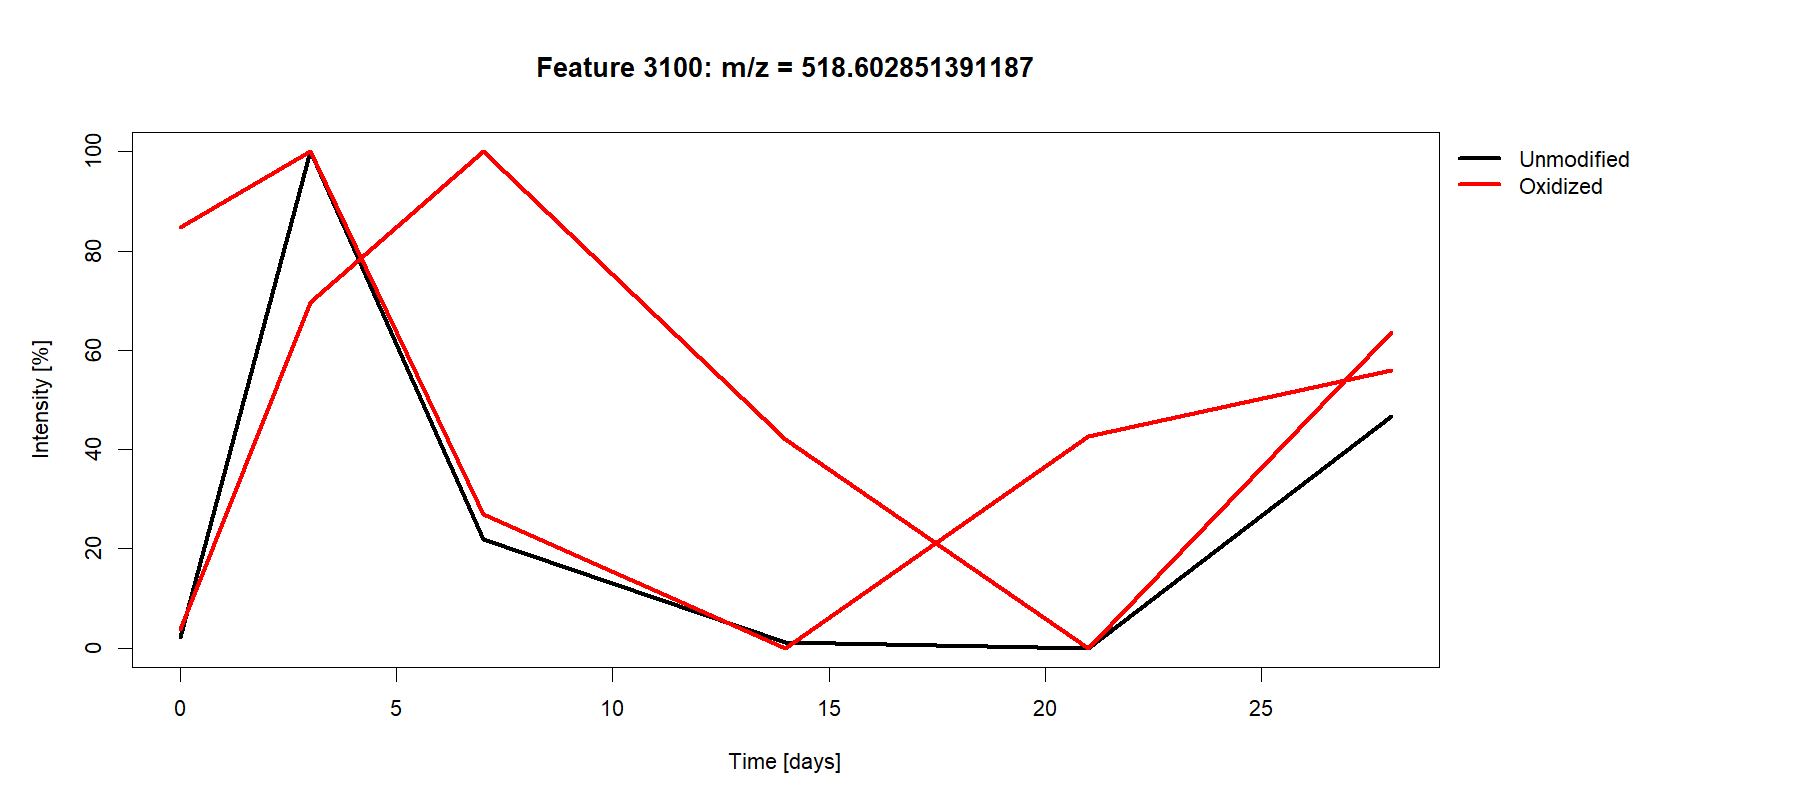 Feature 3100: m/z = 518.602851391187
Unmodified
Oxidized
Intensity [%]
100
80
60
40
20
0
0 5 10 15 20 25
Time [days]